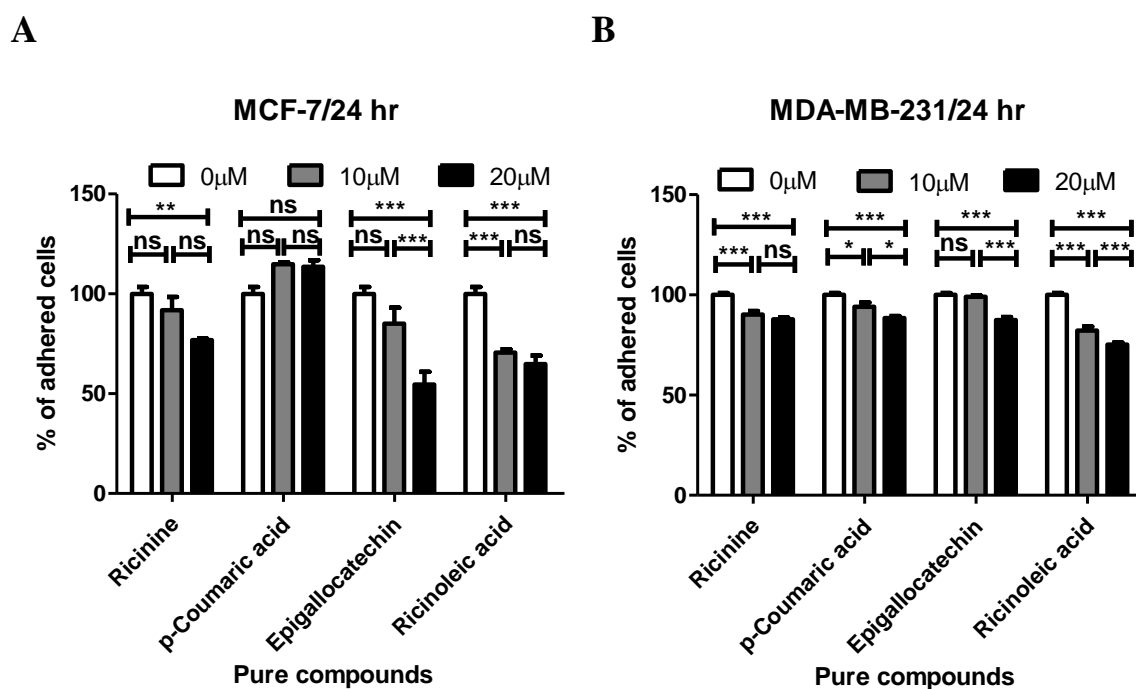 A
MCF-7/24 hr
0μM 10μM 20μM
150
100
50
0
% of adhered cells
** ns *** ***
ns ns ns ns ns *** *** ns
Ricinine
p-Coumaric acid
Epigallocatechin
Ricinoleic acid
Pure compounds
B
MDA-MB-231/24 hr
0μM 10μM 20μM
150
100
50
0
% of adhered cells
*** *** *** ***
*** ns * * ns *** *** ***
Ricinine
p-Coumaric acid
Epigallocatechin
Ricinoleic acid
Pure compounds